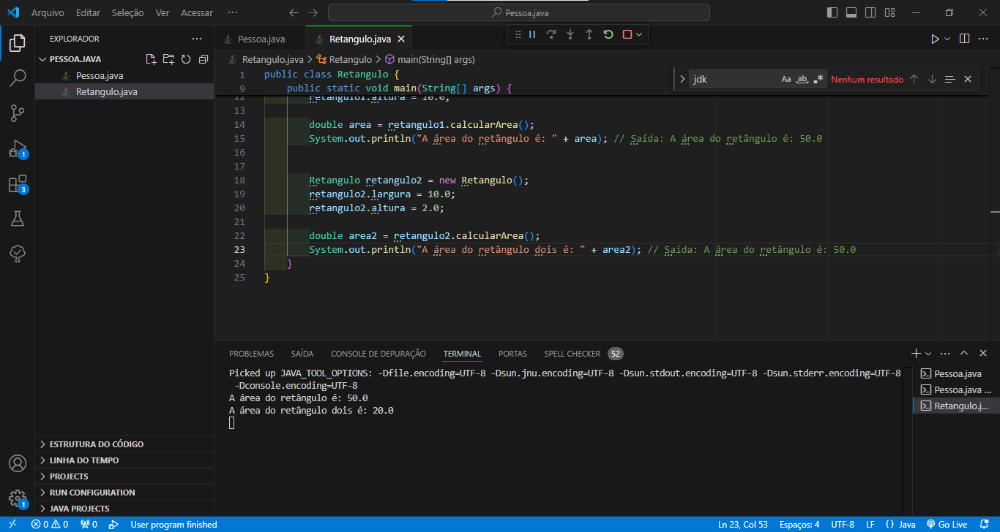 Arquivo Editar Seleção Ver Acessar ···
Pessoa.java
EXPLORADOR ···
PESSOA.JAVA
Pessoa.java
Retangulo.java
ESTRUTURA DO CÓDIGO
LINHA DO TEMPO
PROJECTS
RUN CONFIGURATION
JAVA PROJECTS
1
3
1
Pessoa.java
Retangulo.java
Retangulo.java > Retangulo > main(String[] args)
jdk
Aa ab .*
Nenhum resultado
1 public class Retangulo {
9 public static void main(String[] args) {
12 retangulo1.altura = 10.0;
13
14 double area = retangulo1.calcularArea();
15 System.out.println("A área do retângulo é: " + area); // Saída: A área do retângulo é: 50.0
16
17
18 Retangulo retangulo2 = new Retangulo();
19 retangulo2.largura = 10.0;
20 retangulo2.altura = 2.0;
21
22 double area2 = retangulo2.calcularArea();
23 System.out.println("A área do retângulo dois é: " + area2); // Saída: A área do retângulo é: 50.0
24 }
25 }
PROBLEMAS SAÍDA CONSOLE DE DEPURAÇÃO TERMINAL PORTAS SPELL CHECKER 52
Picked up JAVA_TOOL_OPTIONS: -Dfile.encoding=UTF-8 -Dsun.jnu.encoding=UTF-8 -Dsun.stdout.encoding=UTF-8 -Dsun.stderr.encoding=UTF-8
-Dconsole.encoding=UTF-8
A área do retângulo é: 50.0
A área do retângulo dois é: 20.0
Pessoa.java
Pessoa.java ...
Retangulo.j...
0 0 0 User program finished Ln 23, Col 53 Espaços: 4 UTF-8 LF {} Java Go Live